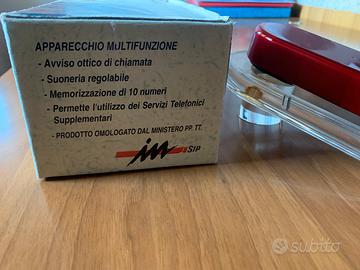 APPARECCHIO MULTIFUNZIONE
- Avviso ottico di chiamata
- Suoneria regolabile
- Memorizzazione di 10 numeri
- Permette l'utilizzo dei Servizi Telefonici
Supplementari
- PRODOTTO OMOLOGATO DAL MINISTERO PP. TT.
in SIP
subito